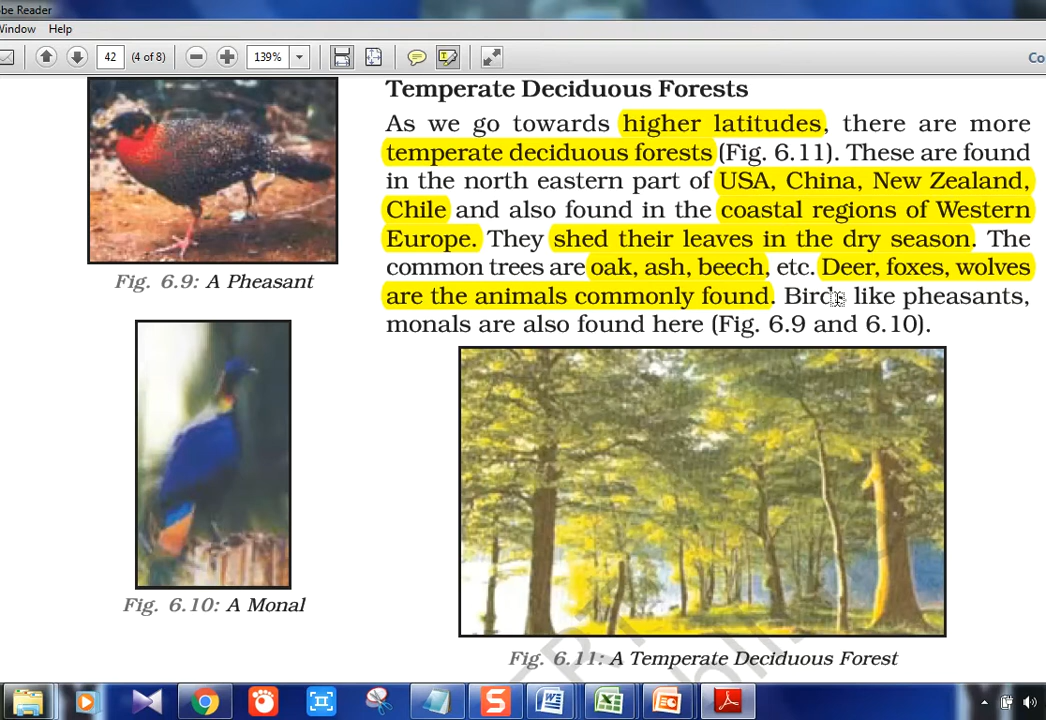 obe Reader
Window Help
42 (4 of 8) 139% Co
Temperate Deciduous Forests
As we go towards higher latitudes, there are more
temperate deciduous forests (Fig. 6.11). These are found
in the north eastern part of USA, China, New Zealand,
Chile and also found in the coastal regions of Western
Europe. They shed their leaves in the dry season. The
common trees are oak, ash, beech, etc. Deer, foxes, wolves
are the animals commonly found. Birds like pheasants,
monals are also found here (Fig. 6.9 and 6.10).
Fig. 6.9: A Pheasant
Fig. 6.10: A Monal
Fig. 6.11: A Temperate Deciduous Forest